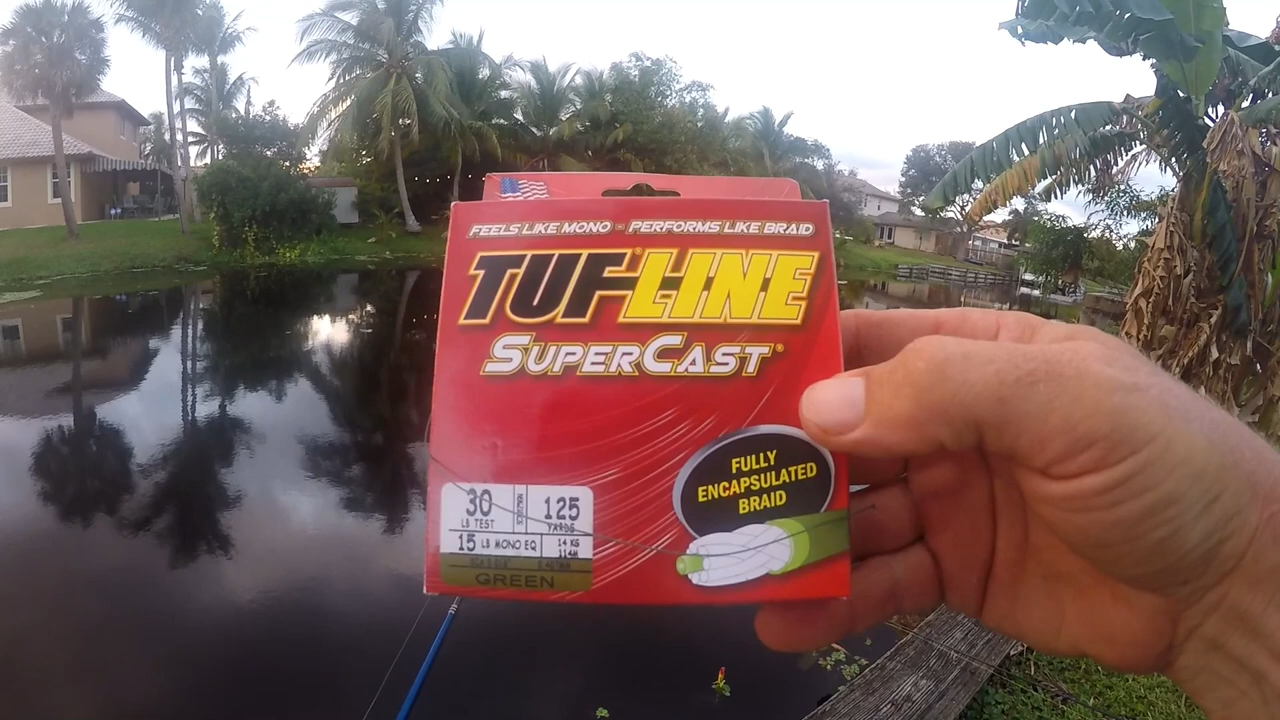 FEELS LIKE MONO - PERFORMS LIKE BRAID
TUF-LINE®
SUPERCAST®
FULLY
ENCAPSULATED
BRAID
30
LB TEST
125
YARDS
15 LB MONO EQ
14 KG
114M
GREEN